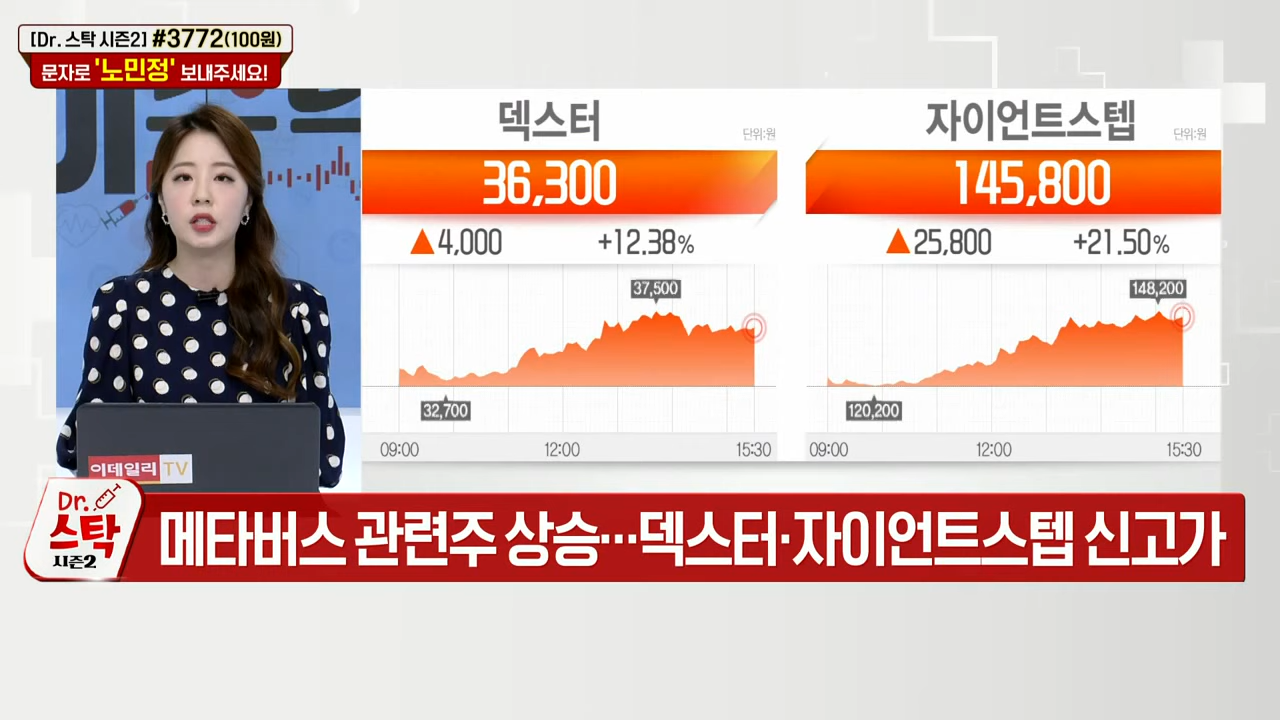 [Dr. 스탁 시즌2] #3772(100원)
문자로 '노민정' 보내주세요!
덱스터
단위:원
36,300
▲4,000 +12.38%
37,500
32,700
09:00 12:00 15:30
자이언트스텝
단위:원
145,800
▲25,800 +21.50%
148,200
120,200
09:00 12:00 15:30
이데일리 TV
Dr.
스탁
시즌2
메타버스 관련주 상승…덱스터·자이언트스텝 신고가